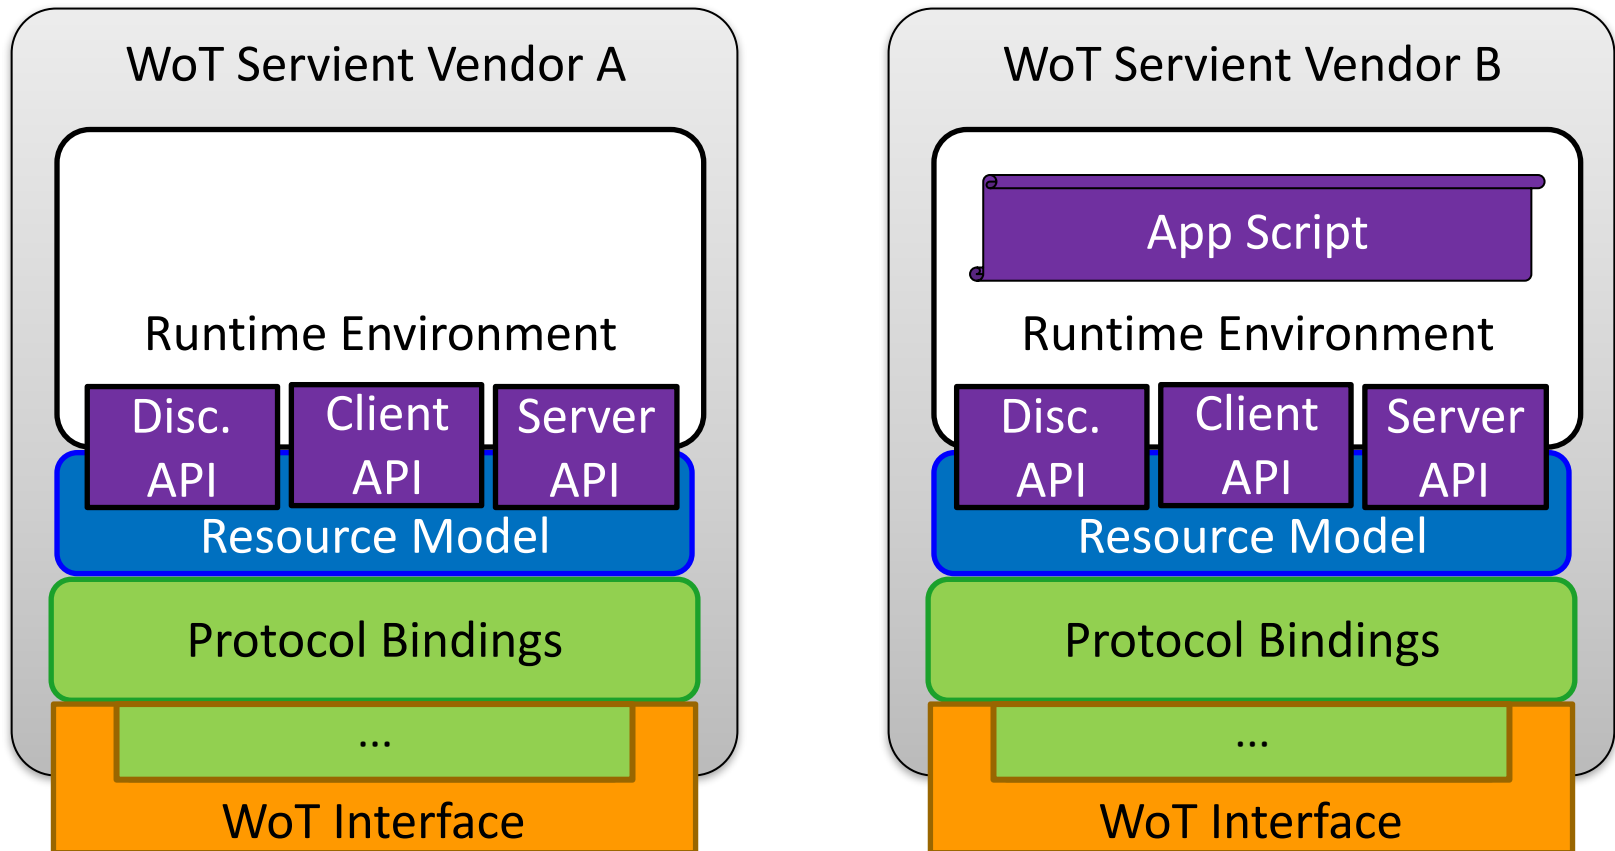 WoT Servient Vendor A
Runtime Environment
Disc.
API
Client
API
Server
API
Resource Model
Protocol Bindings
...
WoT Interface
WoT Servient Vendor B
App Script
Runtime Environment
Disc.
API
Client
API
Server
API
Resource Model
Protocol Bindings
...
WoT Interface